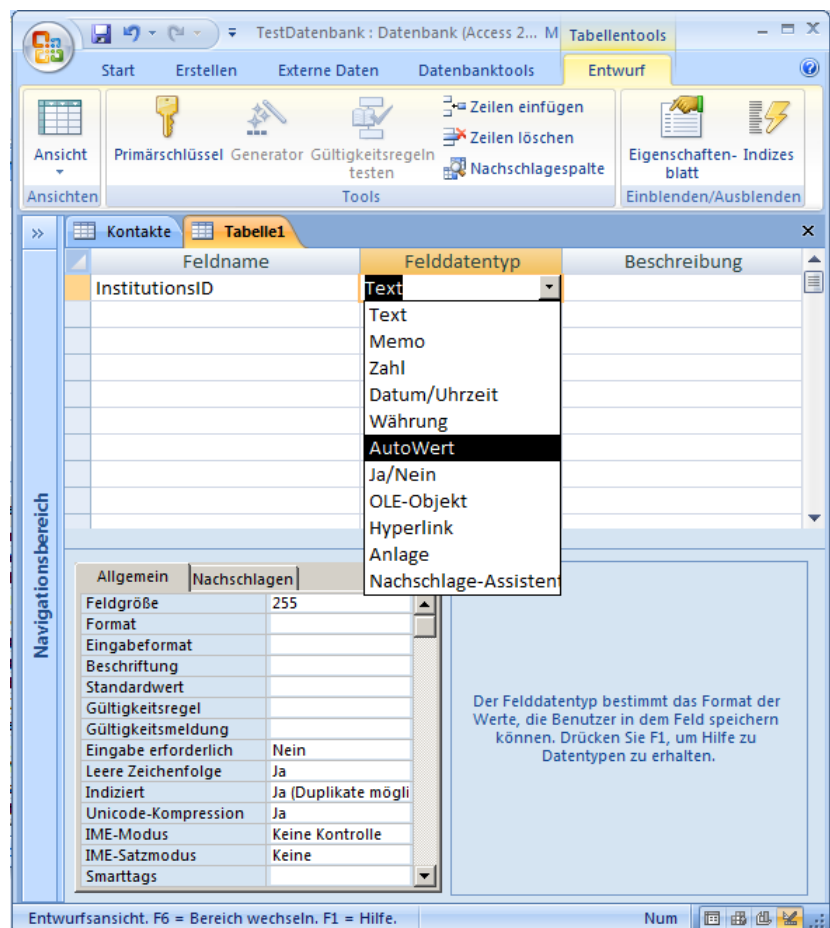 TestDatenbank : Datenbank (Access 2... M Tabellentools
Start Erstellen Externe Daten Datenbanktools Entwurf
Ansicht
Primärschlüssel
Generator
Gültigkeitsregeln
testen
Zeilen einfügen
Zeilen löschen
Nachschlagespalte
Eigenschaften-
blatt
Indizes
Ansichten Tools Einblenden/Ausblenden
Kontakte Tabelle1
Feldname Felddatentyp Beschreibung
InstitutionsID Text
Text
Memo
Zahl
Datum/Uhrzeit
Währung
AutoWert
Ja/Nein
OLE-Objekt
Hyperlink
Anlage
Nachschlage-Assistent
Navigationsbereich
Allgemein Nachschlagen
Feldgröße 255
Format
Eingabeformat
Beschriftung
Standardwert
Gültigkeitsregel
Gültigkeitsmeldung
Eingabe erforderlich Nein
Leere Zeichenfolge Ja
Indiziert Ja (Duplikate mögli
Unicode-Kompression Ja
IME-Modus Keine Kontrolle
IME-Satzmodus Keine
Smarttags
Der Felddatentyp bestimmt das Format der
Werte, die Benutzer in dem Feld speichern
können. Drücken Sie F1, um Hilfe zu
Datentypen zu erhalten.
Entwurfsansicht. F6 = Bereich wechseln. F1 = Hilfe. Num